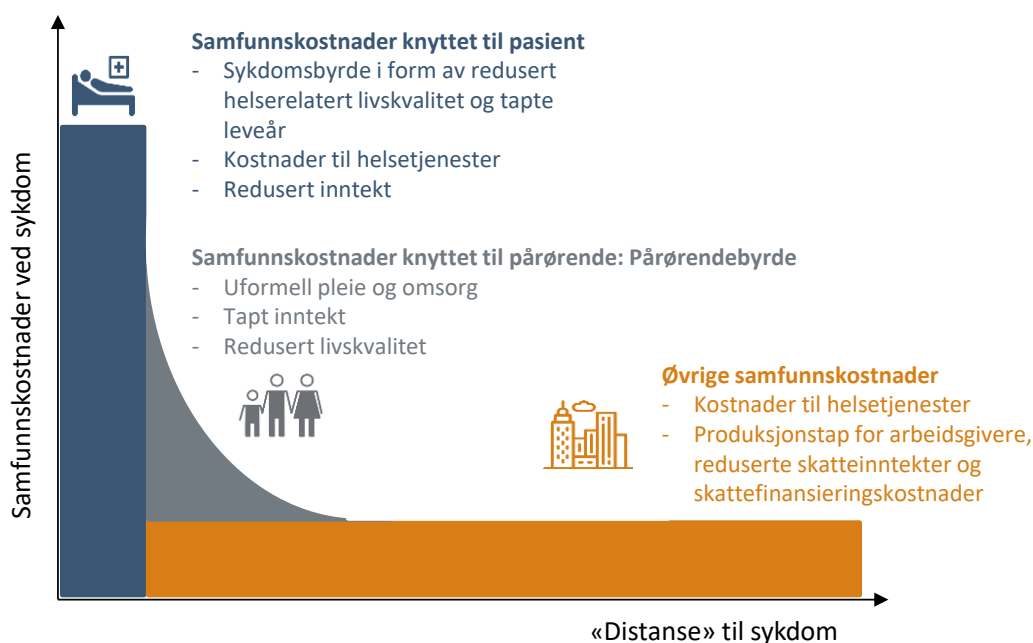 Samfunnskostnader knyttet til pasient
- Sykdomsbyrde i form av redusert
helserelatert livskvalitet og tapte
leveår
- Kostnader til helsetjenester
- Redusert inntekt
Samfunnskostnader knyttet til pårørende: Pårørendebyrde
- Uformell pleie og omsorg
- Tapt inntekt
- Redusert livskvalitet
Øvrige samfunnskostnader
- Kostnader til helsetjenester
- Produksjonstap for arbeidsgivere,
reduserte skatteinntekter og
skattefinansieringskostnader
Samfunnskostnader ved sykdom
«Distanse» til sykdom